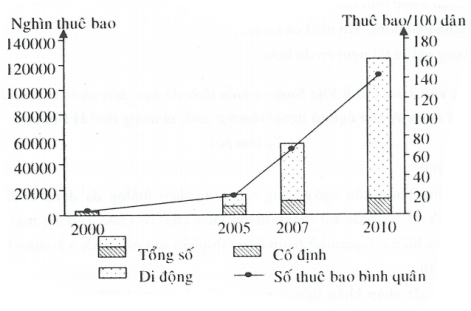 Nghìn thuê bao
Thuê bao/100 dân
140000
120000
100000
80000
60000
40000
20000
0
180
160
140
120
100
80
60
40
20
0
2000 2005 2007 2010
Tổng số
Cố định
Di động
Số thuê bao bình quân